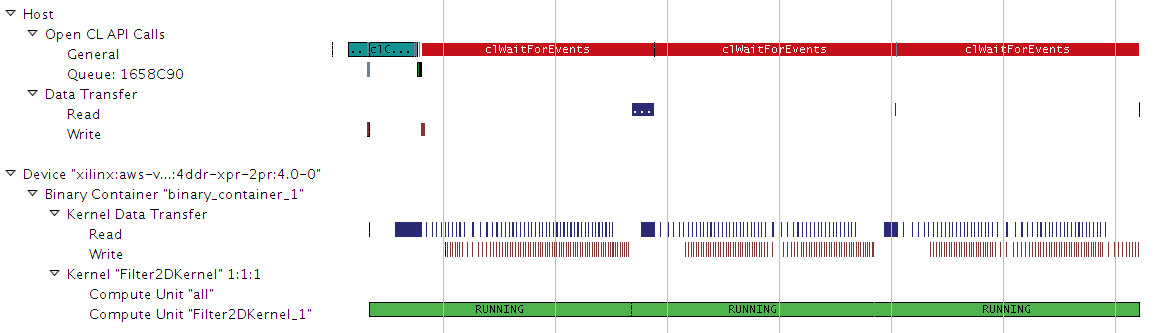 Host
Open CL API Calls
General
.. clC... clWaitForEvents clWaitForEvents clWaitForEvents
Queue: 1658C90
Data Transfer
Read
...
Write
Device "xilinx:aws-v...:4ddr-xpr-2pr:4.0-0"
Binary Container "binary_container_1"
Kernel Data Transfer
Read
Write
Kernel "Filter2DKernel" 1:1:1
Compute Unit "all"
Compute Unit "Filter2DKernel_1"
RUNNING RUNNING RUNNING